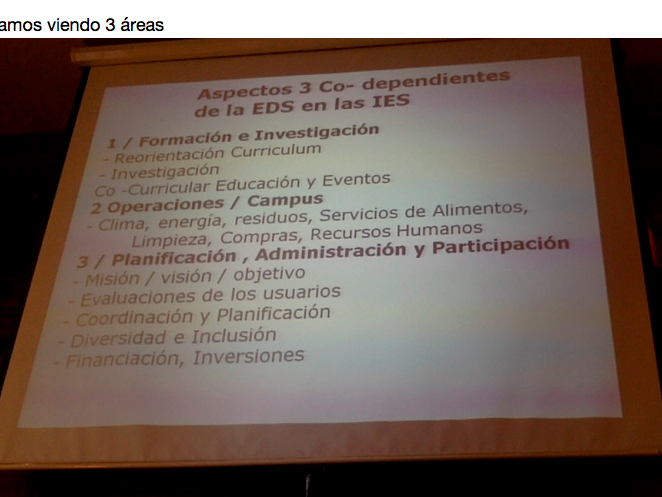 amos viendo 3 áreas
Aspectos 3 Co- dependientes
de la EDS en las IES
1 / Formación e Investigación
- Reorientación Curriculum
- Investigación
Co -Curricular Educación y Eventos
2 Operaciones / Campus
- Clima, energía, residuos, Servicios de Alimentos,
Limpieza, Compras, Recursos Humanos
3 / Planificación , Administración y Participación
- Misión / visión / objetivo
- Evaluaciones de los usuarios
- Coordinación y Planificación
- Diversidad e Inclusión
- Financiación, Inversiones